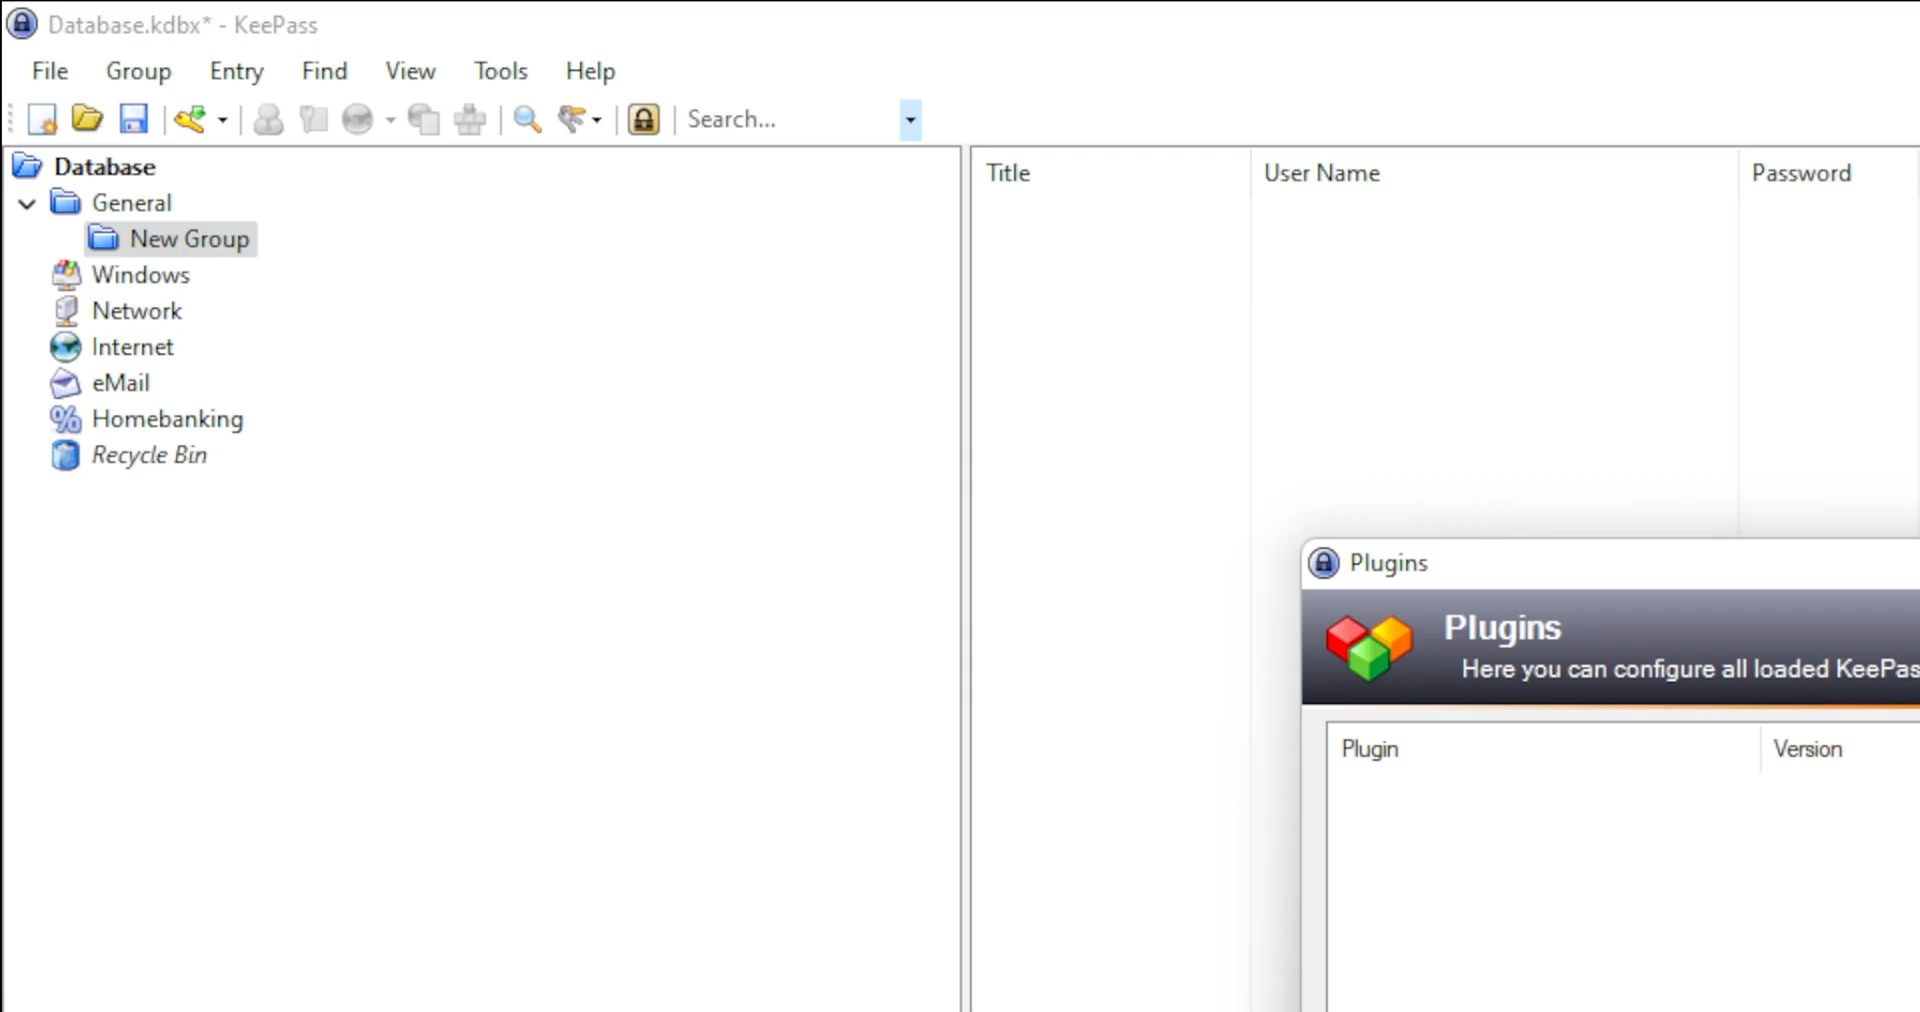 Database.kdbx* - KeePass
File Group Entry Find View Tools Help
Search...
Database
General
New Group
Windows
Network
Internet
eMail
Homebanking
Recycle Bin
Title User Name Password
Plugins
Plugins
Here you can configure all loaded KeePas
Plugin Version